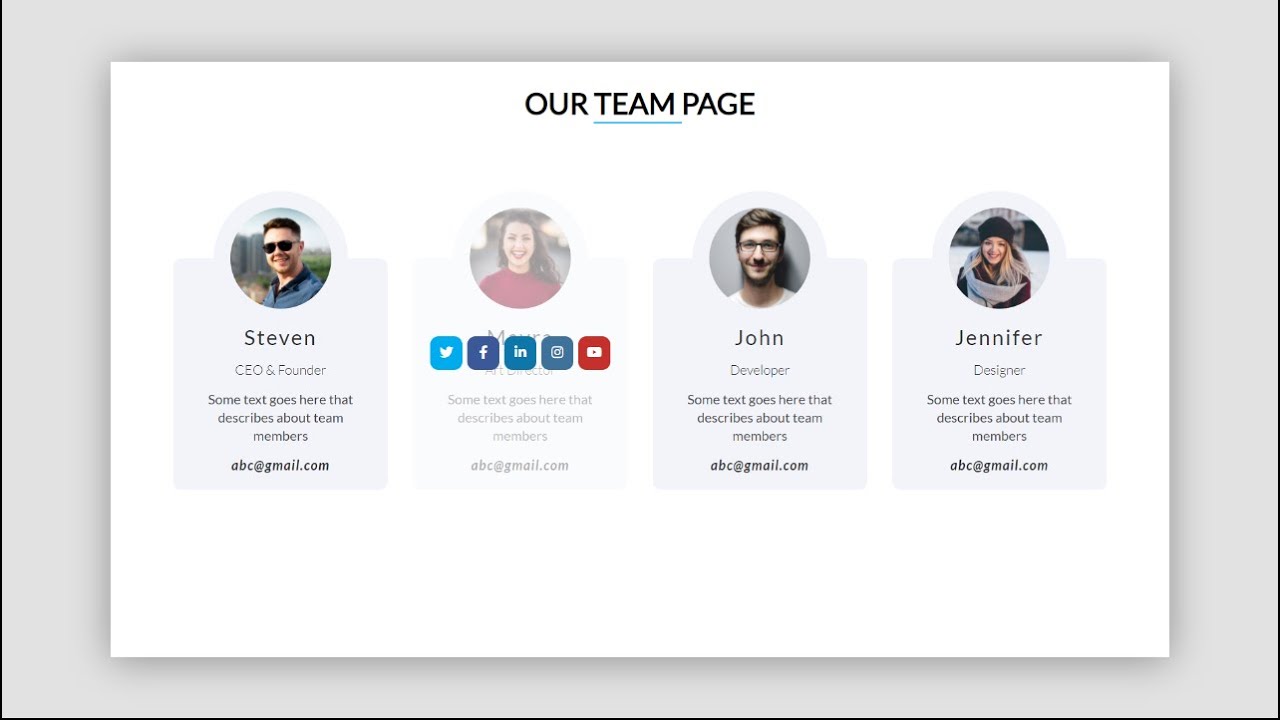 OUR TEAM PAGE
Steven
CEO & Founder
Some text goes here that
describes about team
members
abc@gmail.com
Art Director
Some text goes here that
describes about team
members
abc@gmail.com
John
Developer
Some text goes here that
describes about team
members
abc@gmail.com
Jennifer
Designer
Some text goes here that
describes about team
members
abc@gmail.com